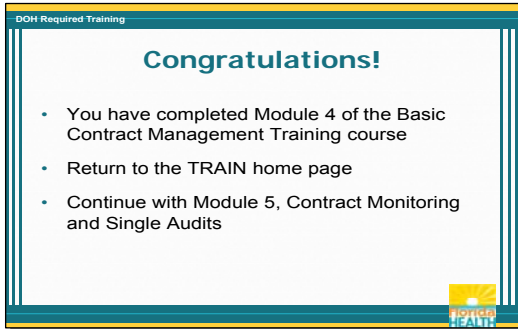 DOH Required Training
Congratulations!
• You have completed Module 4 of the Basic
Contract Management Training course
• Return to the TRAIN home page
• Continue with Module 5, Contract Monitoring
and Single Audits
Florida
HEALTH